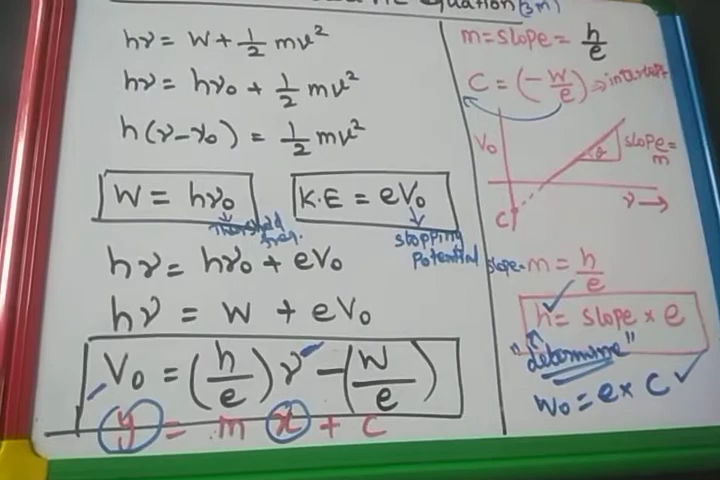 equation (3m)
hν = W + 1/2 mv²
hν = hν₀ + 1/2 mv²
h(ν-ν₀) = 1/2 mv²
W = hν₀
threshold
K.E = eV₀
stopping
potential
hν = hν₀ + eV₀
hν = W + eV₀
V₀ = (h/e)ν - (W/e)
y = m x + c
m = slope = h/e
C = (-W/e) ⇒ intercept
V₀
θ
slope =
m
C
ν →
slope = m = h/e
h = slope × e
"determine"
W₀ = e × C ✓